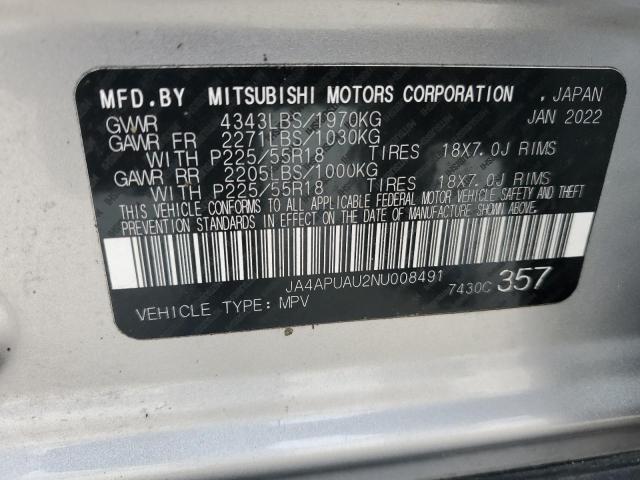 MFD.BY MITSUBISHI MOTORS CORPORATION . JAPAN
GVWR 4343LBS/1970KG JAN 2022
GAWR FR 2271LBS/1030KG
WITH P225/55R18 TIRES 18X7.0J RIMS
GAWR RR 2205LBS/1000KG
WITH P225/55R18 TIRES 18X7.0J RIMS
THIS VEHICLE CONFORMS TO ALL APPLICABLE FEDERAL MOTOR VEHICLE SAFETY AND THEFT
PREVENTION STANDARDS IN EFFECT ON THE DATE OF MANUFACTURE SHOWN ABOVE.
JA4APUAU2NU008491 7430C 357
VEHICLE TYPE: MPV